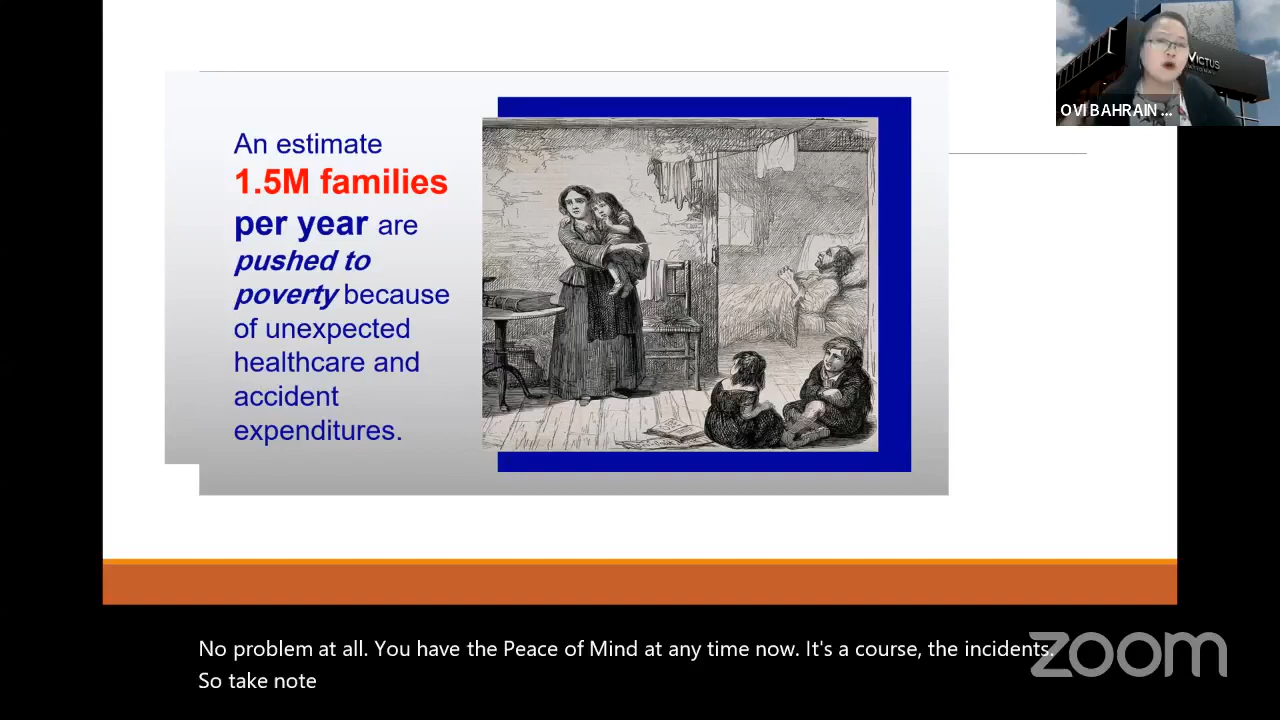 An estimate
1.5M families
per year are
pushed to
poverty because
of unexpected
healthcare and
accident
expenditures.
VICTUS
OVI BAHRAIN ...
No problem at all. You have the Peace of Mind at any time now. It's a course, the incidents.
So take note
zoom